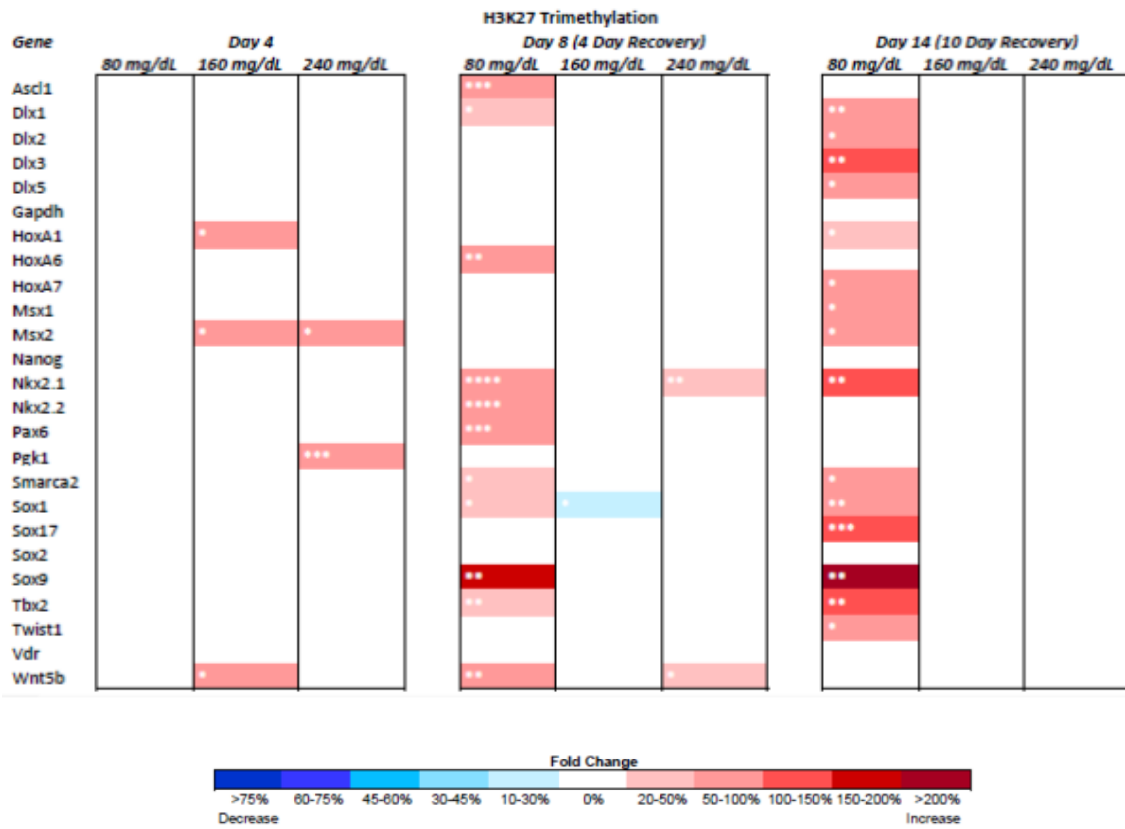 H3K27 Trimethylation
Gene Day 4 Day 8 (4 Day Recovery) Day 14 (10 Day Recovery)
80 mg/dL 160 mg/dL 240 mg/dL 80 mg/dL 160 mg/dL 240 mg/dL 80 mg/dL 160 mg/dL 240 mg/dL
Ascl1 ***
Dlx1 * **
Dlx2 *
Dlx3 **
Dlx5 *
Gapdh
HoxA1 * *
HoxA6 **
HoxA7 *
Msx1 *
Msx2 * * *
Nanog
Nkx2.1 **** ** **
Nkx2.2 ****
Pax6 ***
Pgk1 ***
Smarca2 * *
Sox1 * * **
Sox17 ***
Sox2
Sox9 ** **
Tbx2 ** **
Twist1 *
Vdr
Wnt5b * ** *
Fold Change
>75% 60-75% 45-60% 30-45% 10-30% 0% 20-50% 50-100% 100-150% 150-200% >200%
Decrease Increase